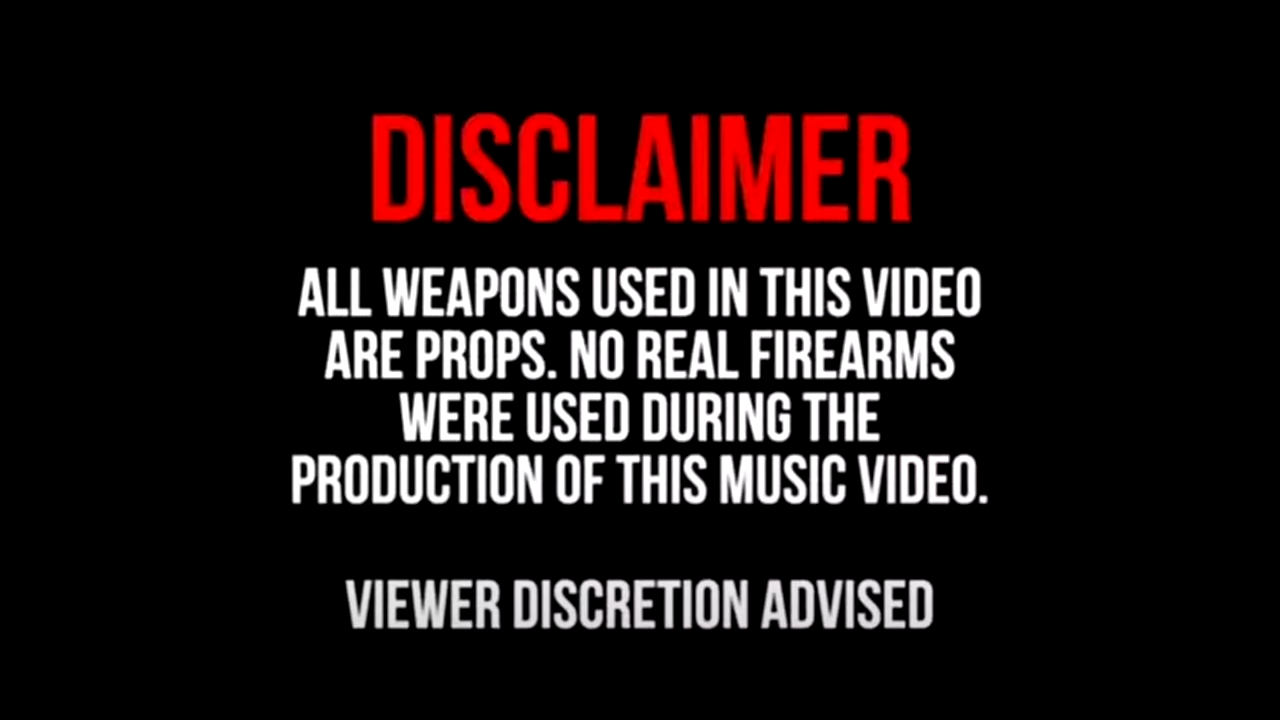 DISCLAIMER
ALL WEAPONS USED IN THIS VIDEO
ARE PROPS. NO REAL FIREARMS
WERE USED DURING THE
PRODUCTION OF THIS MUSIC VIDEO.
VIEWER DISCRETION ADVISED